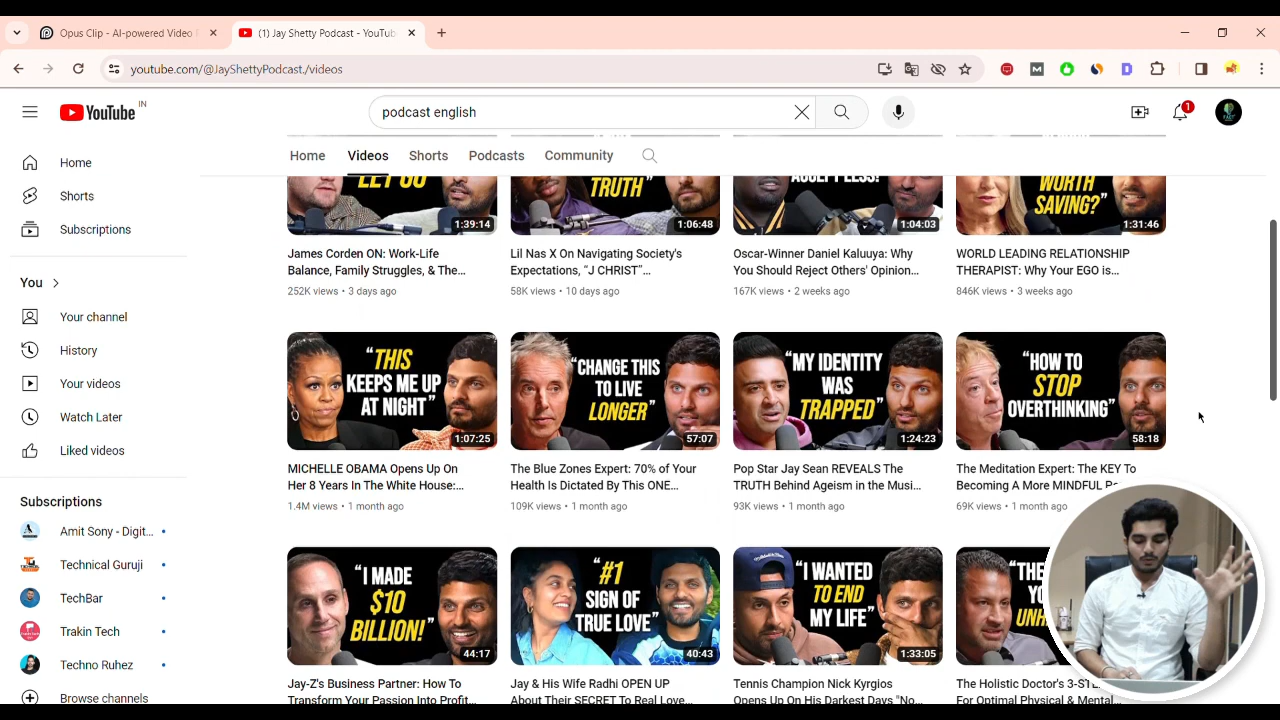 Opus Clip - AI-powered Video
(1) Jay Shetty Podcast - YouTub
youtube.com/@JayShettyPodcast./videos
YouTube IN
podcast english
1
Home Videos Shorts Podcasts Community
Home
Shorts
Subscriptions
You
Your channel
History
Your videos
Watch Later
Liked videos
Subscriptions
Amit Sony - Digit...
Technical Guruji
TechBar
Trakin Tech
Techno Ruhez
Browse channels
LET GO"
1:39:14
James Corden ON: Work-Life
Balance, Family Struggles, & The...
252K views • 3 days ago
TRUTH"
1:06:48
Lil Nas X On Navigating Society's
Expectations, “J CHRIST”...
58K views • 10 days ago
ACCEPT LESS!"
1:04:03
Oscar-Winner Daniel Kaluuya: Why
You Should Reject Others' Opinion...
167K views • 2 weeks ago
WORTH
SAVING?"
1:31:46
WORLD LEADING RELATIONSHIP
THERAPIST: Why Your EGO is...
846K views • 3 weeks ago
"THIS
KEEPS ME UP
AT NIGHT"
1:07:25
MICHELLE OBAMA Opens Up On
Her 8 Years In The White House:...
1.4M views • 1 month ago
"CHANGE THIS
TO LIVE
LONGER"
57:07
The Blue Zones Expert: 70% of Your
Health Is Dictated By This ONE...
109K views • 1 month ago
"MY IDENTITY
WAS
TRAPPED"
1:24:23
Pop Star Jay Sean REVEALS The
TRUTH Behind Ageism in the Musi...
93K views • 1 month ago
"HOW TO
STOP
OVERTHINKING"
58:18
The Meditation Expert: The KEY To
Becoming A More MINDFUL
69K views • 1 month ago
"I MADE
$10
BILLION!"
44:17
Jay-Z's Business Partner: How To
Transform Your Passion Into Profit...
"#1
SIGN OF
TRUE LOVE"
40:43
Jay & His Wife Radhi OPEN UP
About Their SECRET To Real Love...
"I WANTED
TO END
MY LIFE"
1:33:05
Tennis Champion Nick Kyrgios
Opens Up On His Darkest Days "No...
The Holistic Doctor's 3-STE
For Optimal Physical & Mental